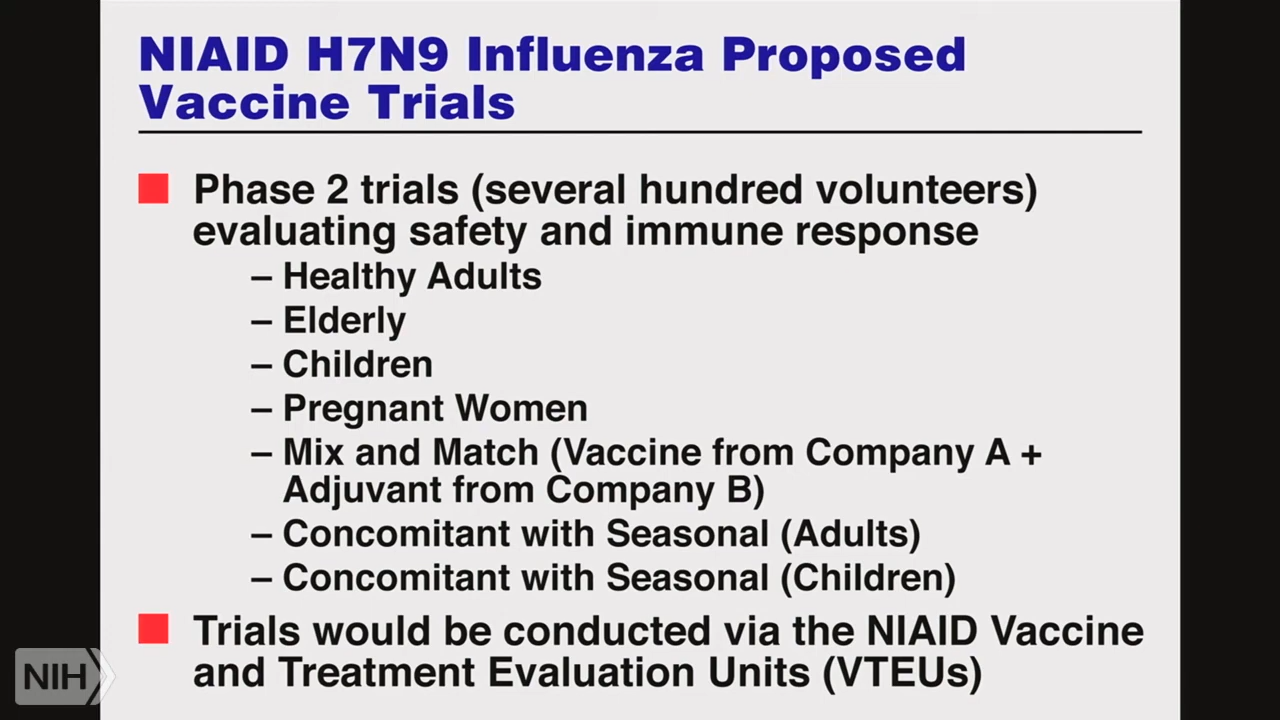 NIAID H7N9 Influenza Proposed
Vaccine Trials
Phase 2 trials (several hundred volunteers)
evaluating safety and immune response
– Healthy Adults
– Elderly
– Children
– Pregnant Women
– Mix and Match (Vaccine from Company A +
Adjuvant from Company B)
– Concomitant with Seasonal (Adults)
– Concomitant with Seasonal (Children)
Trials would be conducted via the NIAID Vaccine
and Treatment Evaluation Units (VTEUs)
NIH